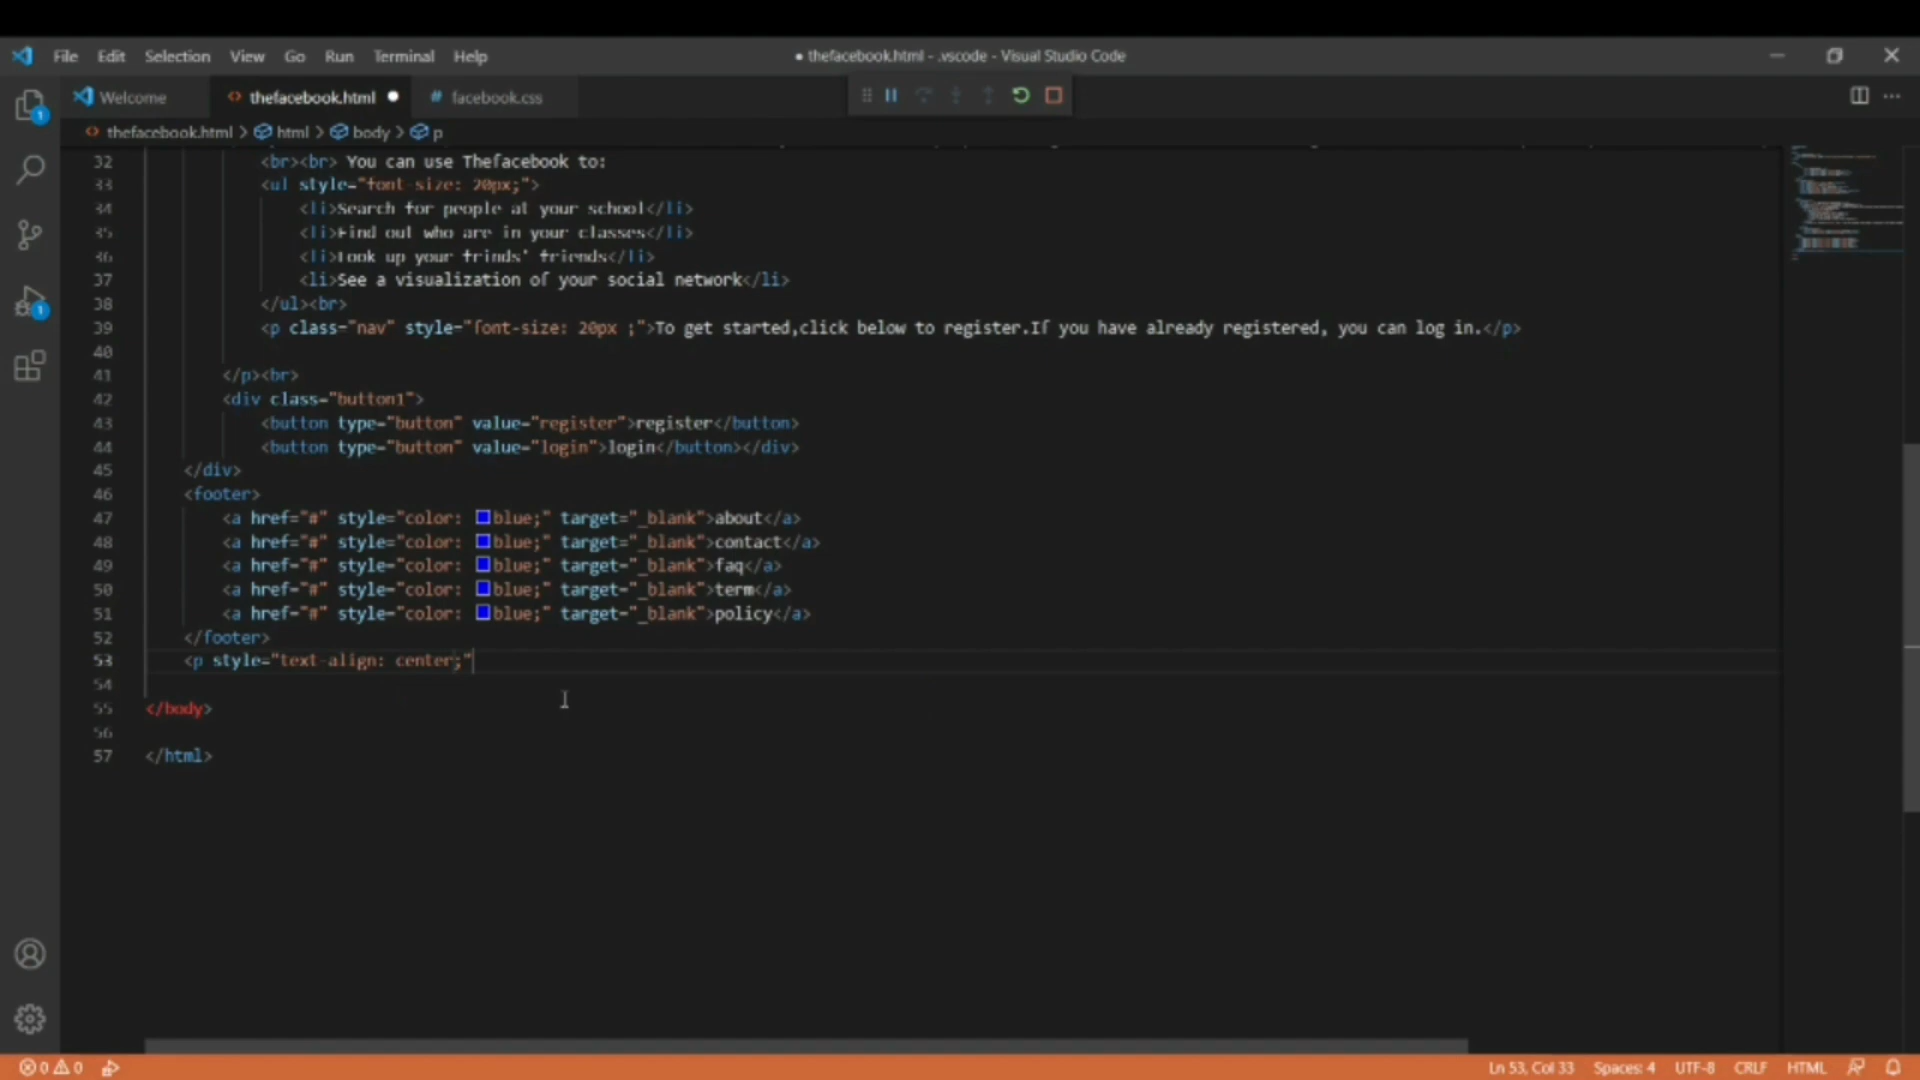 File Edit Selection View Go Run Terminal Help
● thefacebook.html - .vscode - Visual Studio Code
Welcome thefacebook.html ● # facebook.css
thefacebook.html > html > body > p
32 <br><br> You can use Thefacebook to:
33 <ul style="font-size: 20px;">
34 <li>Search for people at your school</li>
35 <li>Find out who are in your classes</li>
36 <li>Look up your frinds' friends</li>
37 <li>See a visualization of your social network</li>
38 </ul><br>
39 <p class="nav" style="font-size: 20px ;">To get started,click below to register.If you have already registered, you can log in.</p>
40
41 </p><br>
42 <div class="button1">
43 <button type="button" value="register">register</button>
44 <button type="button" value="login">login</button></div>
45 </div>
46 <footer>
47 <a href="#" style="color: blue;" target="_blank">about</a>
48 <a href="#" style="color: blue;" target="_blank">contact</a>
49 <a href="#" style="color: blue;" target="_blank">faq</a>
50 <a href="#" style="color: blue;" target="_blank">term</a>
51 <a href="#" style="color: blue;" target="_blank">policy</a>
52 </footer>
53 <p style="text-align: center;"
54
55 </body>
56
57 </html>
1
1
0 0 Ln 53, Col 33 Spaces: 4 UTF-8 CRLF HTML